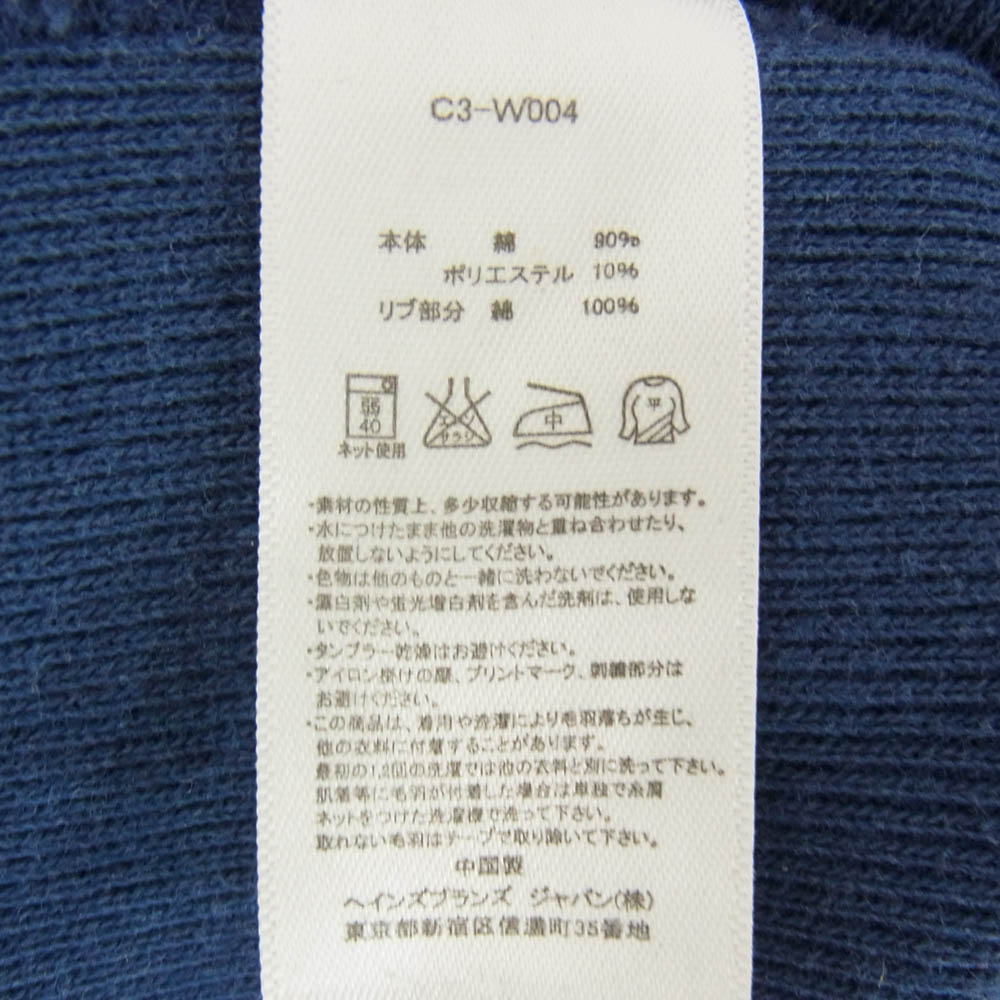 C3-W004
本体 綿 90%
ポリエステル 10%
リブ部分 綿 100%
弱
40
ネット使用
エンソ
サラシ
中
平
・素材の性質上、多少収縮する可能性があります。
・水につけたまま他の洗濯物と重ね合わせたり、
放置しないようにしてください。
・色物は他のものと一緒に洗わないでください。
・漂白剤や蛍光増白剤を含んだ洗剤は、使用しな
いでください。
・タンブラー乾燥はお避けください。
・アイロン掛けの際、プリントマーク、刺繍部分は
お避けください。
・この商品は、着用や洗濯により毛羽落ちが生じ、
他の衣料に付着することがあります。
最初の1,2回の洗濯では他の衣料と別に洗って下さい。
肌着等に毛羽が付着した場合は単独で糸屑
ネットをつけた洗濯機で洗って下さい。
取れない毛羽はテープで取り除いて下さい。
中国製
ヘインズブランズ ジャパン(株)
東京都新宿区信濃町35番地